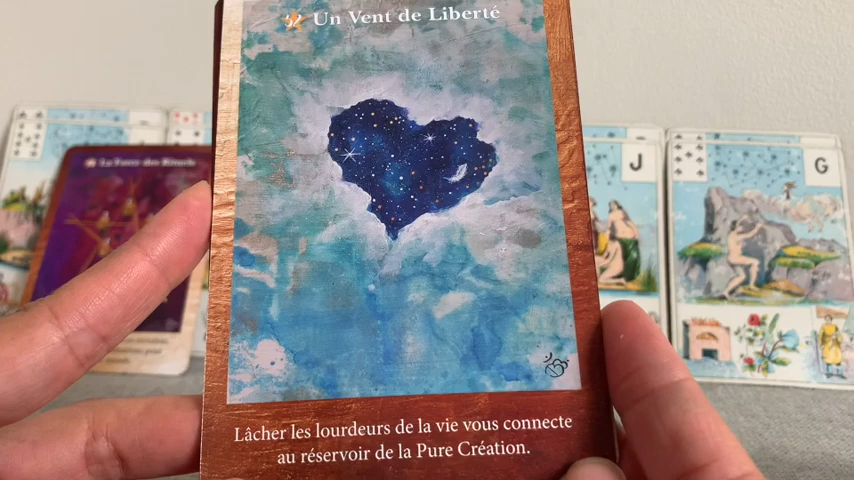 52 Un Vent de Liberté
La Force des Rituels
J
G
Lâcher les lourdeurs de la vie vous connecte
au réservoir de la Pure Création.